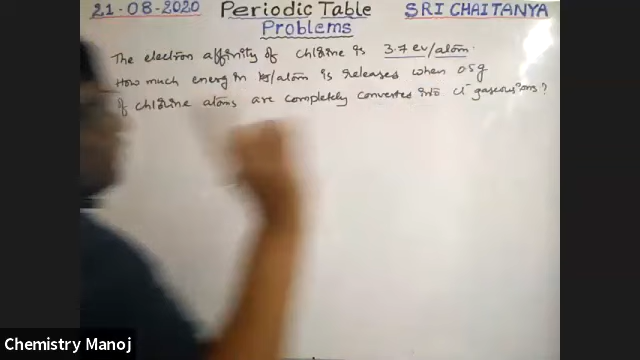 21-08-2020 Periodic Table SRI CHAITANYA
Problems
The electron affinity of chlorine is 3.7 ev/atom.
How much energ in kJ/atom is released when 0.5g
of chlorine atoms are completely converted into Cl⁻ gaseous ions?
Chemistry Manoj